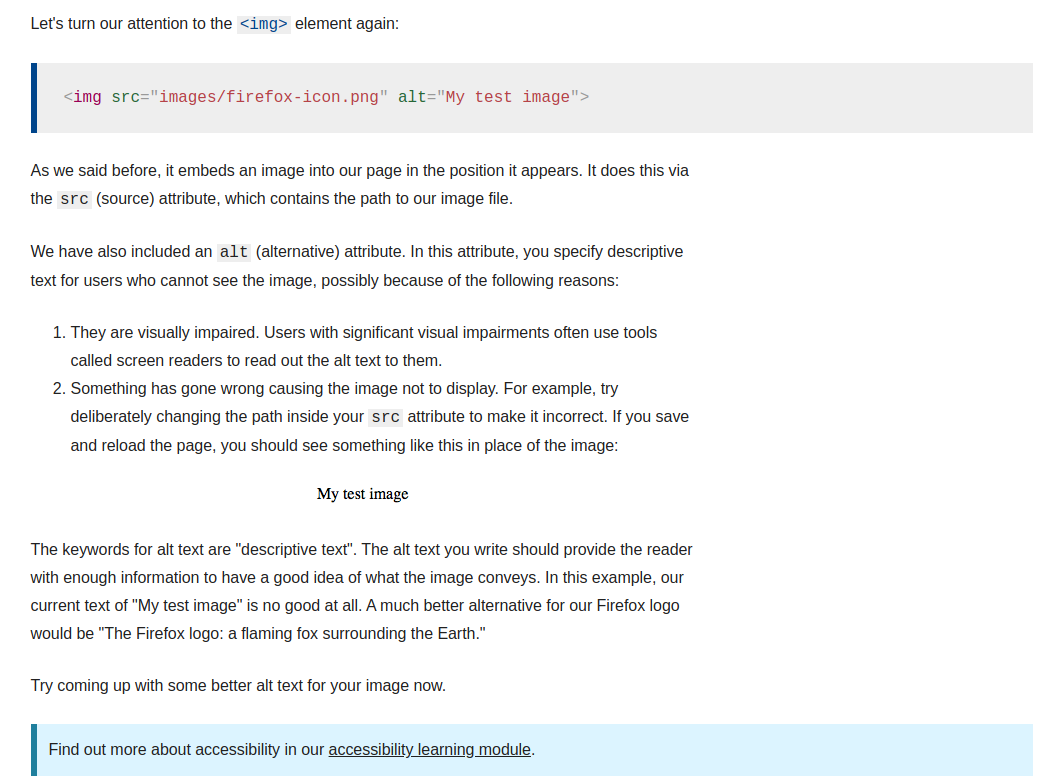 Let's turn our attention to the <img> element again:
<img src="images/firefox-icon.png" alt="My test image">
As we said before, it embeds an image into our page in the position it appears. It does this via
the src (source) attribute, which contains the path to our image file.
We have also included an alt (alternative) attribute. In this attribute, you specify descriptive
text for users who cannot see the image, possibly because of the following reasons:
1. They are visually impaired. Users with significant visual impairments often use tools
called screen readers to read out the alt text to them.
2. Something has gone wrong causing the image not to display. For example, try
deliberately changing the path inside your src attribute to make it incorrect. If you save
and reload the page, you should see something like this in place of the image:
My test image
The keywords for alt text are "descriptive text". The alt text you write should provide the reader
with enough information to have a good idea of what the image conveys. In this example, our
current text of "My test image" is no good at all. A much better alternative for our Firefox logo
would be "The Firefox logo: a flaming fox surrounding the Earth."
Try coming up with some better alt text for your image now.
Find out more about accessibility in our accessibility learning module.